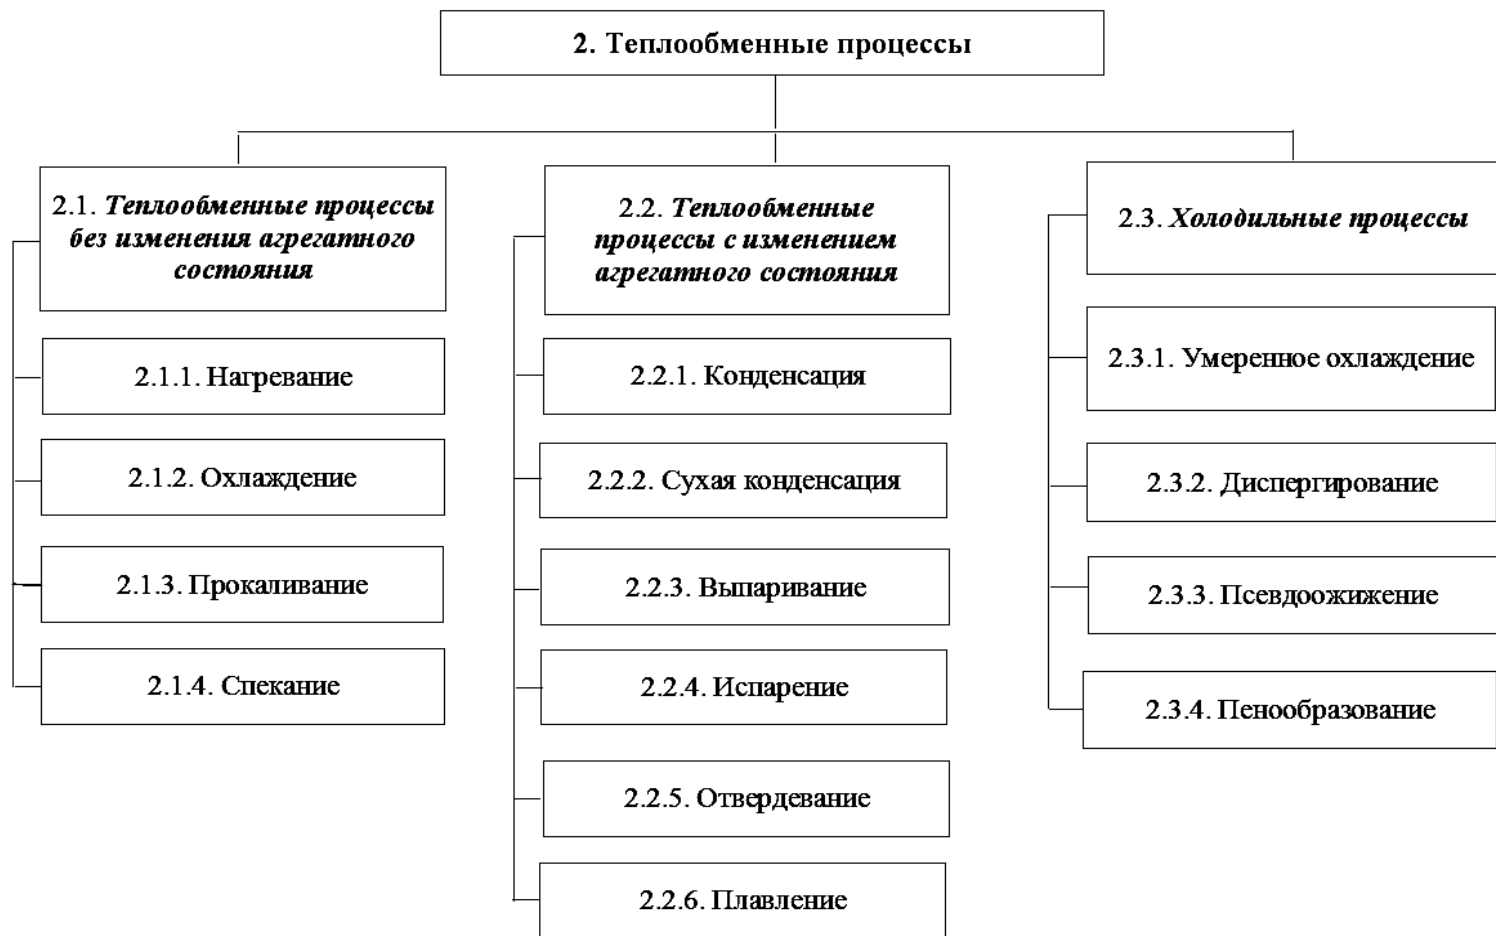 2. Теплообменные процессы
2.1. Теплообменные процессы
без изменения агрегатного
состояния
2.1.1. Нагревание
2.1.2. Охлаждение
2.1.3. Прокаливание
2.1.4. Спекание
2.2. Теплообменные
процессы с изменением
агрегатного состояния
2.2.1. Конденсация
2.2.2. Сухая конденсация
2.2.3. Выпаривание
2.2.4. Испарение
2.2.5. Отвердевание
2.2.6. Плавление
2.3. Холодильные процессы
2.3.1. Умеренное охлаждение
2.3.2. Диспергирование
2.3.3. Псевдоожижение
2.3.4. Пенообразование